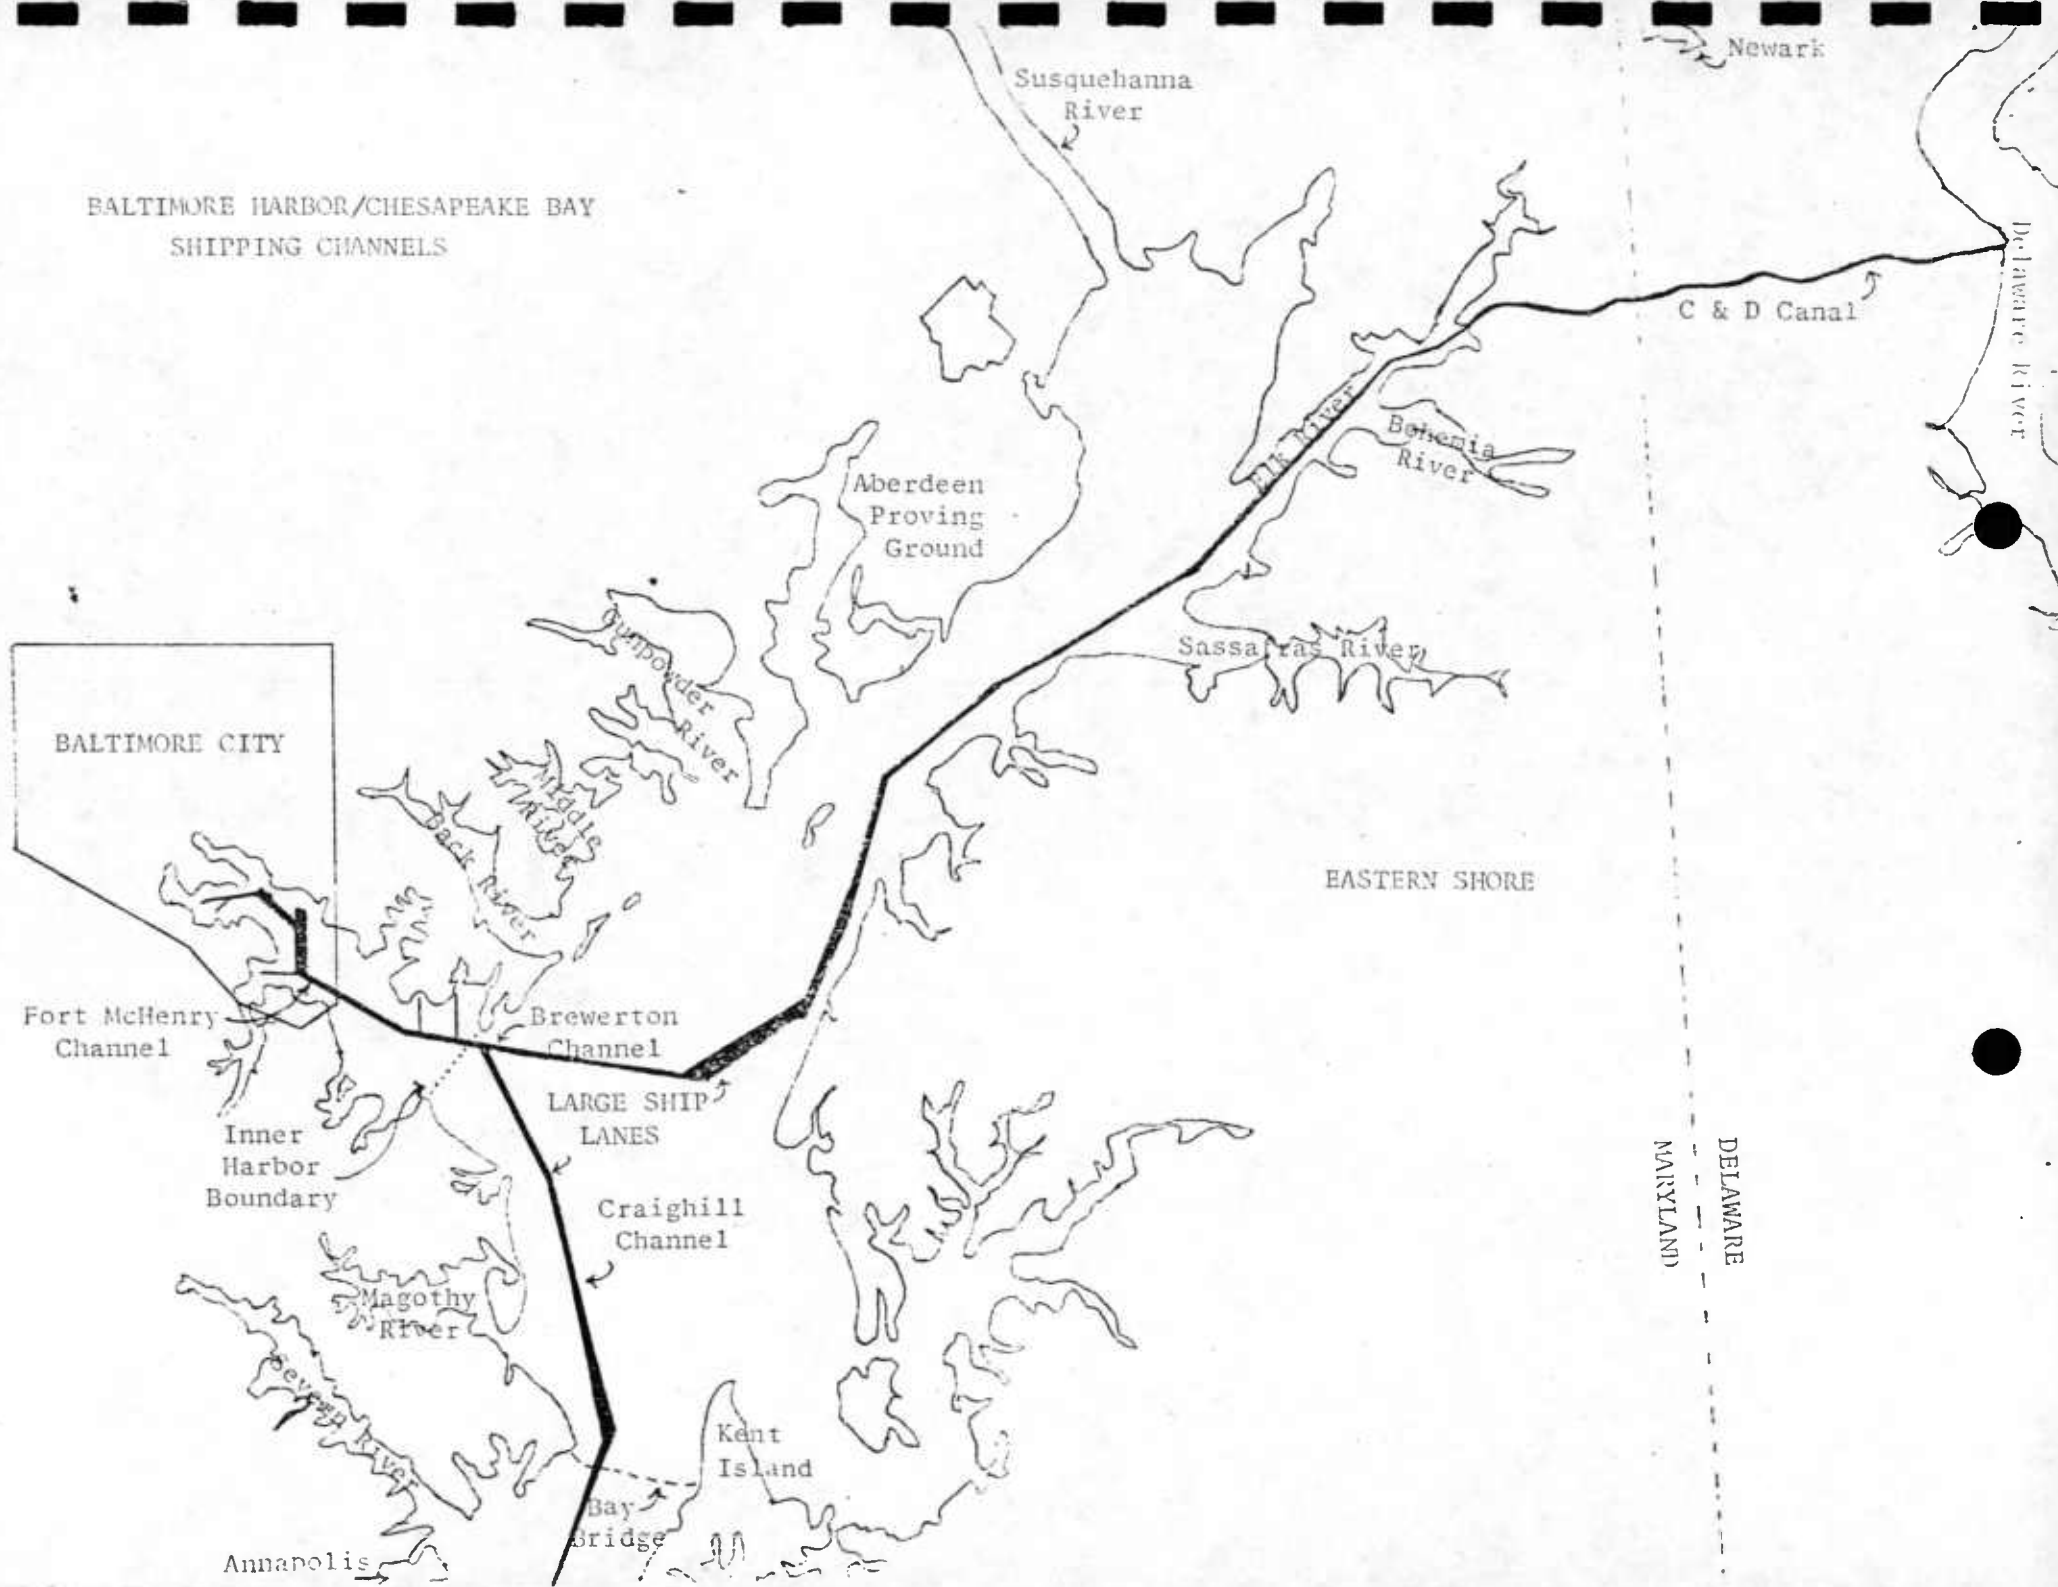 Newark
Susquehanna
River
BALTIMORE HARBOR/CHESAPEAKE BAY
SHIPPING CHANNELS
Delaware River
C & D Canal
Elk River
Bohemia
River
Aberdeen
Proving
Ground
Gunpowder
River
Sassafras River
BALTIMORE CITY
Middle
River
Back River
EASTERN SHORE
Fort McHenry
Channel
Brewerton
Channel
LARGE SHIP
LANES
Inner
Harbor
Boundary
MARYLAND
DELAWARE
Craighill
Channel
Magothy
River
Severn River
Kent
Island
Bay
Bridge
Annapolis